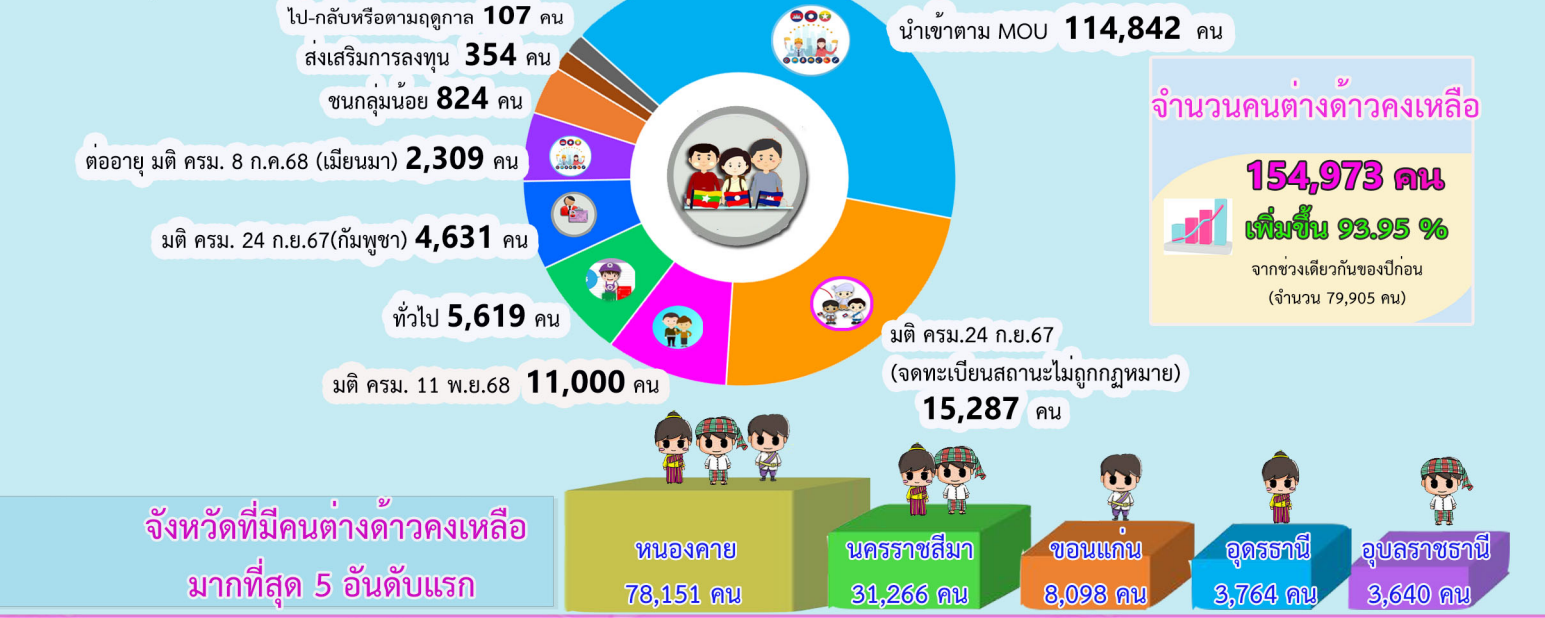 ไป-กลับหรือตามฤดูกาล 107 คน
ส่งเสริมการลงทุน 354 คน
ชนกลุ่มน้อย 824 คน
ต่ออายุ มติ ครม. 8 ก.ค.68 (เมียนมา) 2,309 คน
มติ ครม. 24 ก.ย.67(กัมพูชา) 4,631 คน
ทั่วไป 5,619 คน
มติ ครม. 11 พ.ย.68 11,000 คน
นำเข้าตาม MOU 114,842 คน
มติ ครม.24 ก.ย.67
(จดทะเบียนสถานะไม่ถูกกฎหมาย)
15,287 คน
จำนวนคนต่างด้าวคงเหลือ
154,973 คน
เพิ่มขึ้น 93.95 %
จากช่วงเดียวกันของปีก่อน
(จำนวน 79,905 คน)
จังหวัดที่มีคนต่างด้าวคงเหลือ
มากที่สุด 5 อันดับแรก
หนองคาย
78,151 คน
นครราชสีมา
31,266 คน
ขอนแก่น
8,098 คน
อุดรธานี
3,764 คน
อุบลราชธานี
3,640 คน